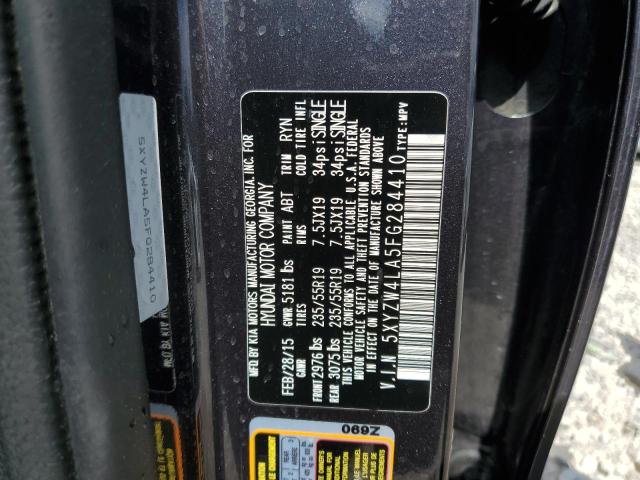 MFD BY KIA MOTORS MANUFACTURING GEORGIA, INC. FOR
HYUNDAI MOTOR COMPANY
FEB/28/15 GVWR 5181 lbs PAINT ABT TRIM RYN
GAWR TIRES RIMS COLD TIRE INFL
FRONT 2976 lbs 235/55R19 7.5JX19 34psi SINGLE
REAR 3075 lbs 235/55R19 7.5JX19 34psi SINGLE
THIS VEHICLE CONFORMS TO ALL APPLICABLE U.S.A. FEDERAL
MOTOR VEHICLE SAFETY AND THEFT PREVENTION STANDARDS
IN EFFECT ON THE DATE OF MANUFACTURE SHOWN ABOVE
V.I.N 5XYZW4LA5FG284410 TYPE: MPV
5XYZW4LA5FG284410
Z690
REAR